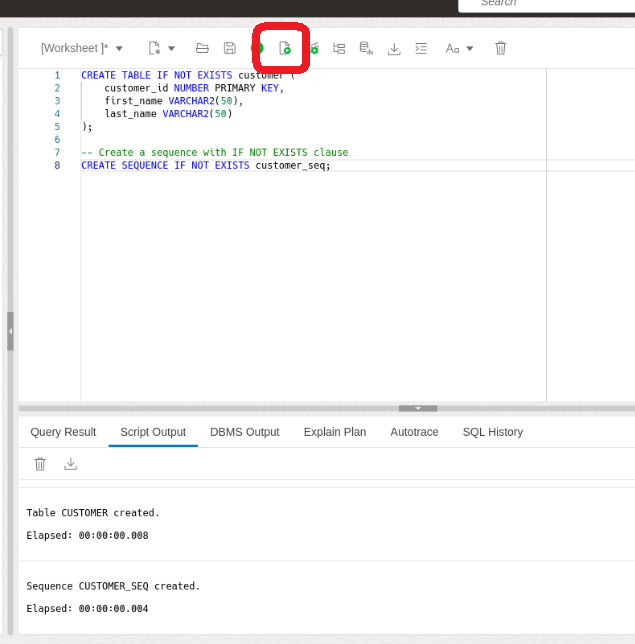 Search
[Worksheet ]*
Aa
1 CREATE TABLE IF NOT EXISTS customer (
2     customer_id NUMBER PRIMARY KEY,
3     first_name VARCHAR2(50),
4     last_name VARCHAR2(50)
5 );
6
7 -- Create a sequence with IF NOT EXISTS clause
8 CREATE SEQUENCE IF NOT EXISTS customer_seq;
Query Result Script Output DBMS Output Explain Plan Autotrace SQL History
Table CUSTOMER created.
Elapsed: 00:00:00.008
Sequence CUSTOMER_SEQ created.
Elapsed: 00:00:00.004